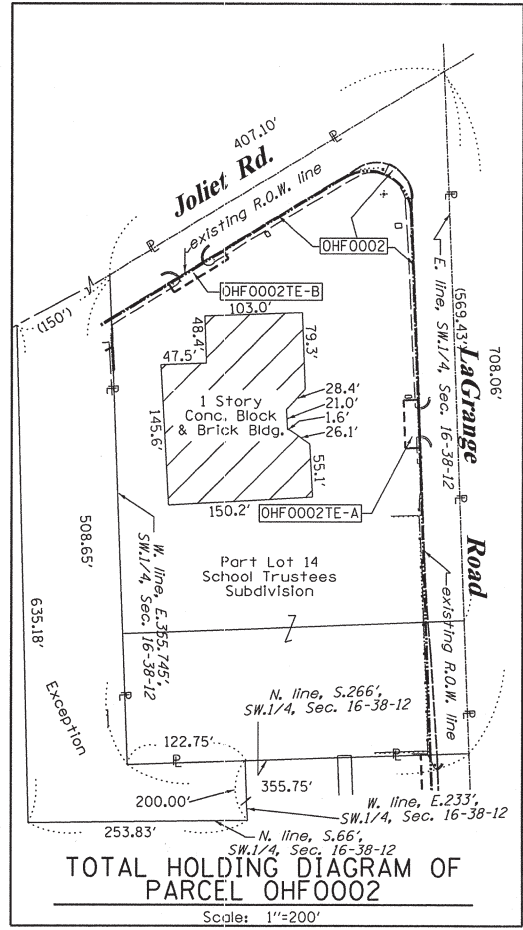 407.10'
Joliet Rd.
existing R.O.W. line
OHF0002
OHF0002TE-B
(150')
103.0'
48.4'
79.3'
47.5'
28.4'
21.0'
1.6'
26.1'
1 Story
Conc. Block
& Brick Bldg.
145.6'
55.1'
150.2'
OHF0002TE-A
E. line, SW.1/4, Sec. 16-38-12
(569.43')
708.06'
LaGrange Road
existing R.O.W. line
508.65'
W. line, E.355.745',
SW.1/4, Sec. 16-38-12
635.18'
Part Lot 14
School Trustees
Subdivision
Exception
N. line, S.266',
SW.1/4, Sec. 16-38-12
122.75'
355.75'
200.00'
W. line, E.233',
SW.1/4, Sec. 16-38-12
253.83'
N. line, S.66',
SW.1/4, Sec. 16-38-12
TOTAL HOLDING DIAGRAM OF
PARCEL OHF0002
Scale: 1"=200'